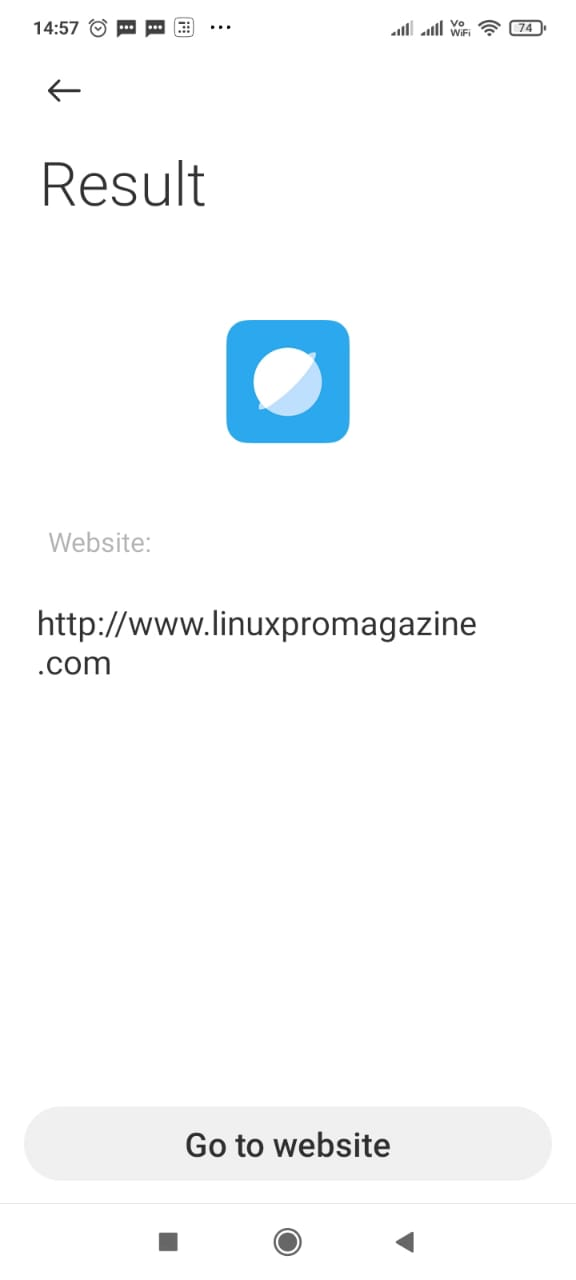 14:57 Vo WiFi 74
Result
Website:
http://www.linuxpromagazine
.com
Go to website